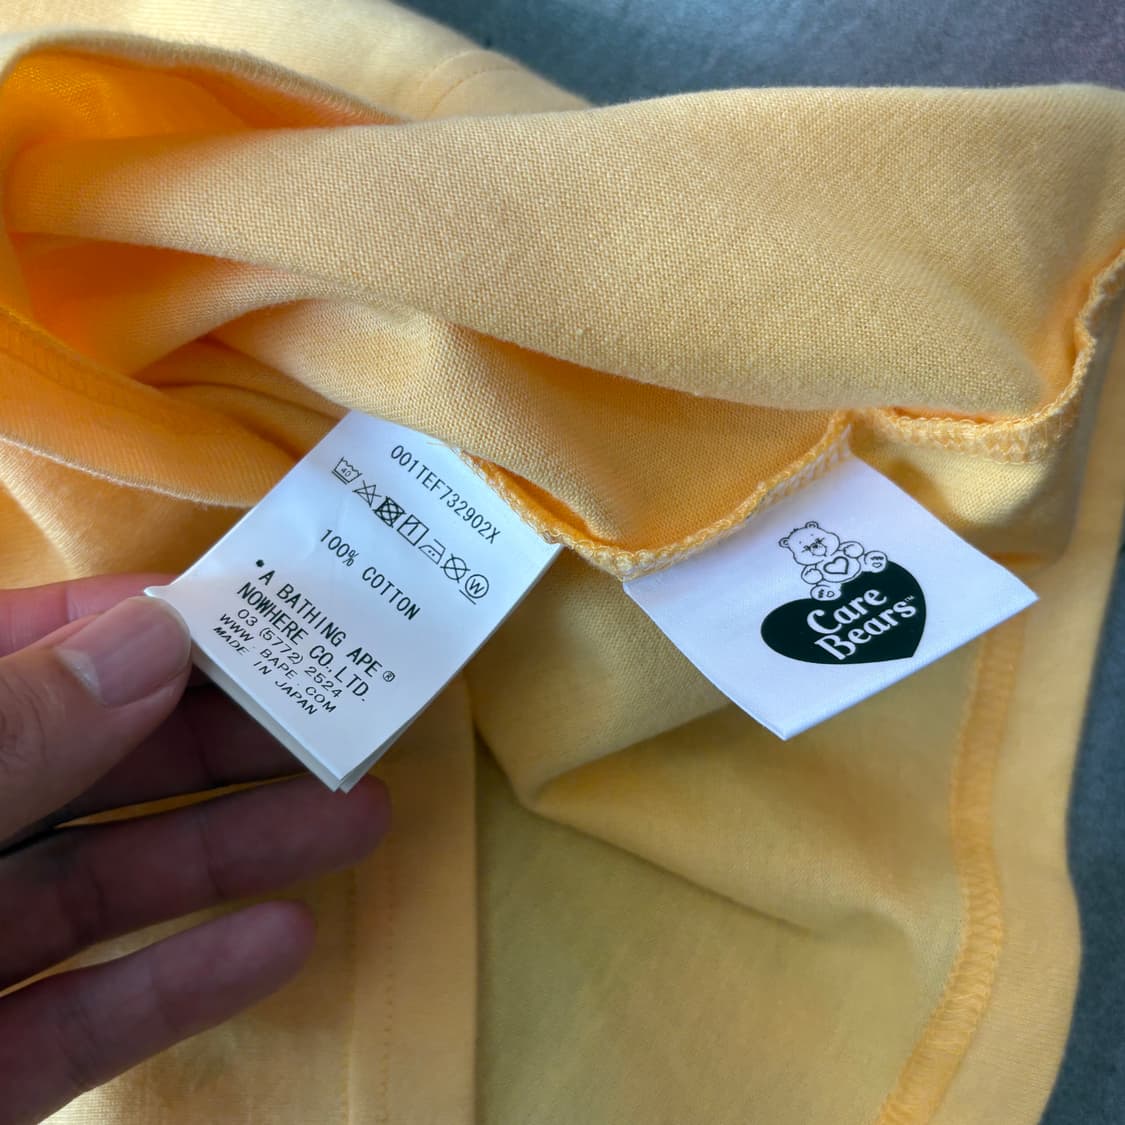 001TEF732902X
40
100% COTTON
•A BATHING APE®
NOWHERE CO.,LTD.
03 (5772) 2524
WWW.BAPE.COM
MADE IN JAPAN
W
Care
Bears™